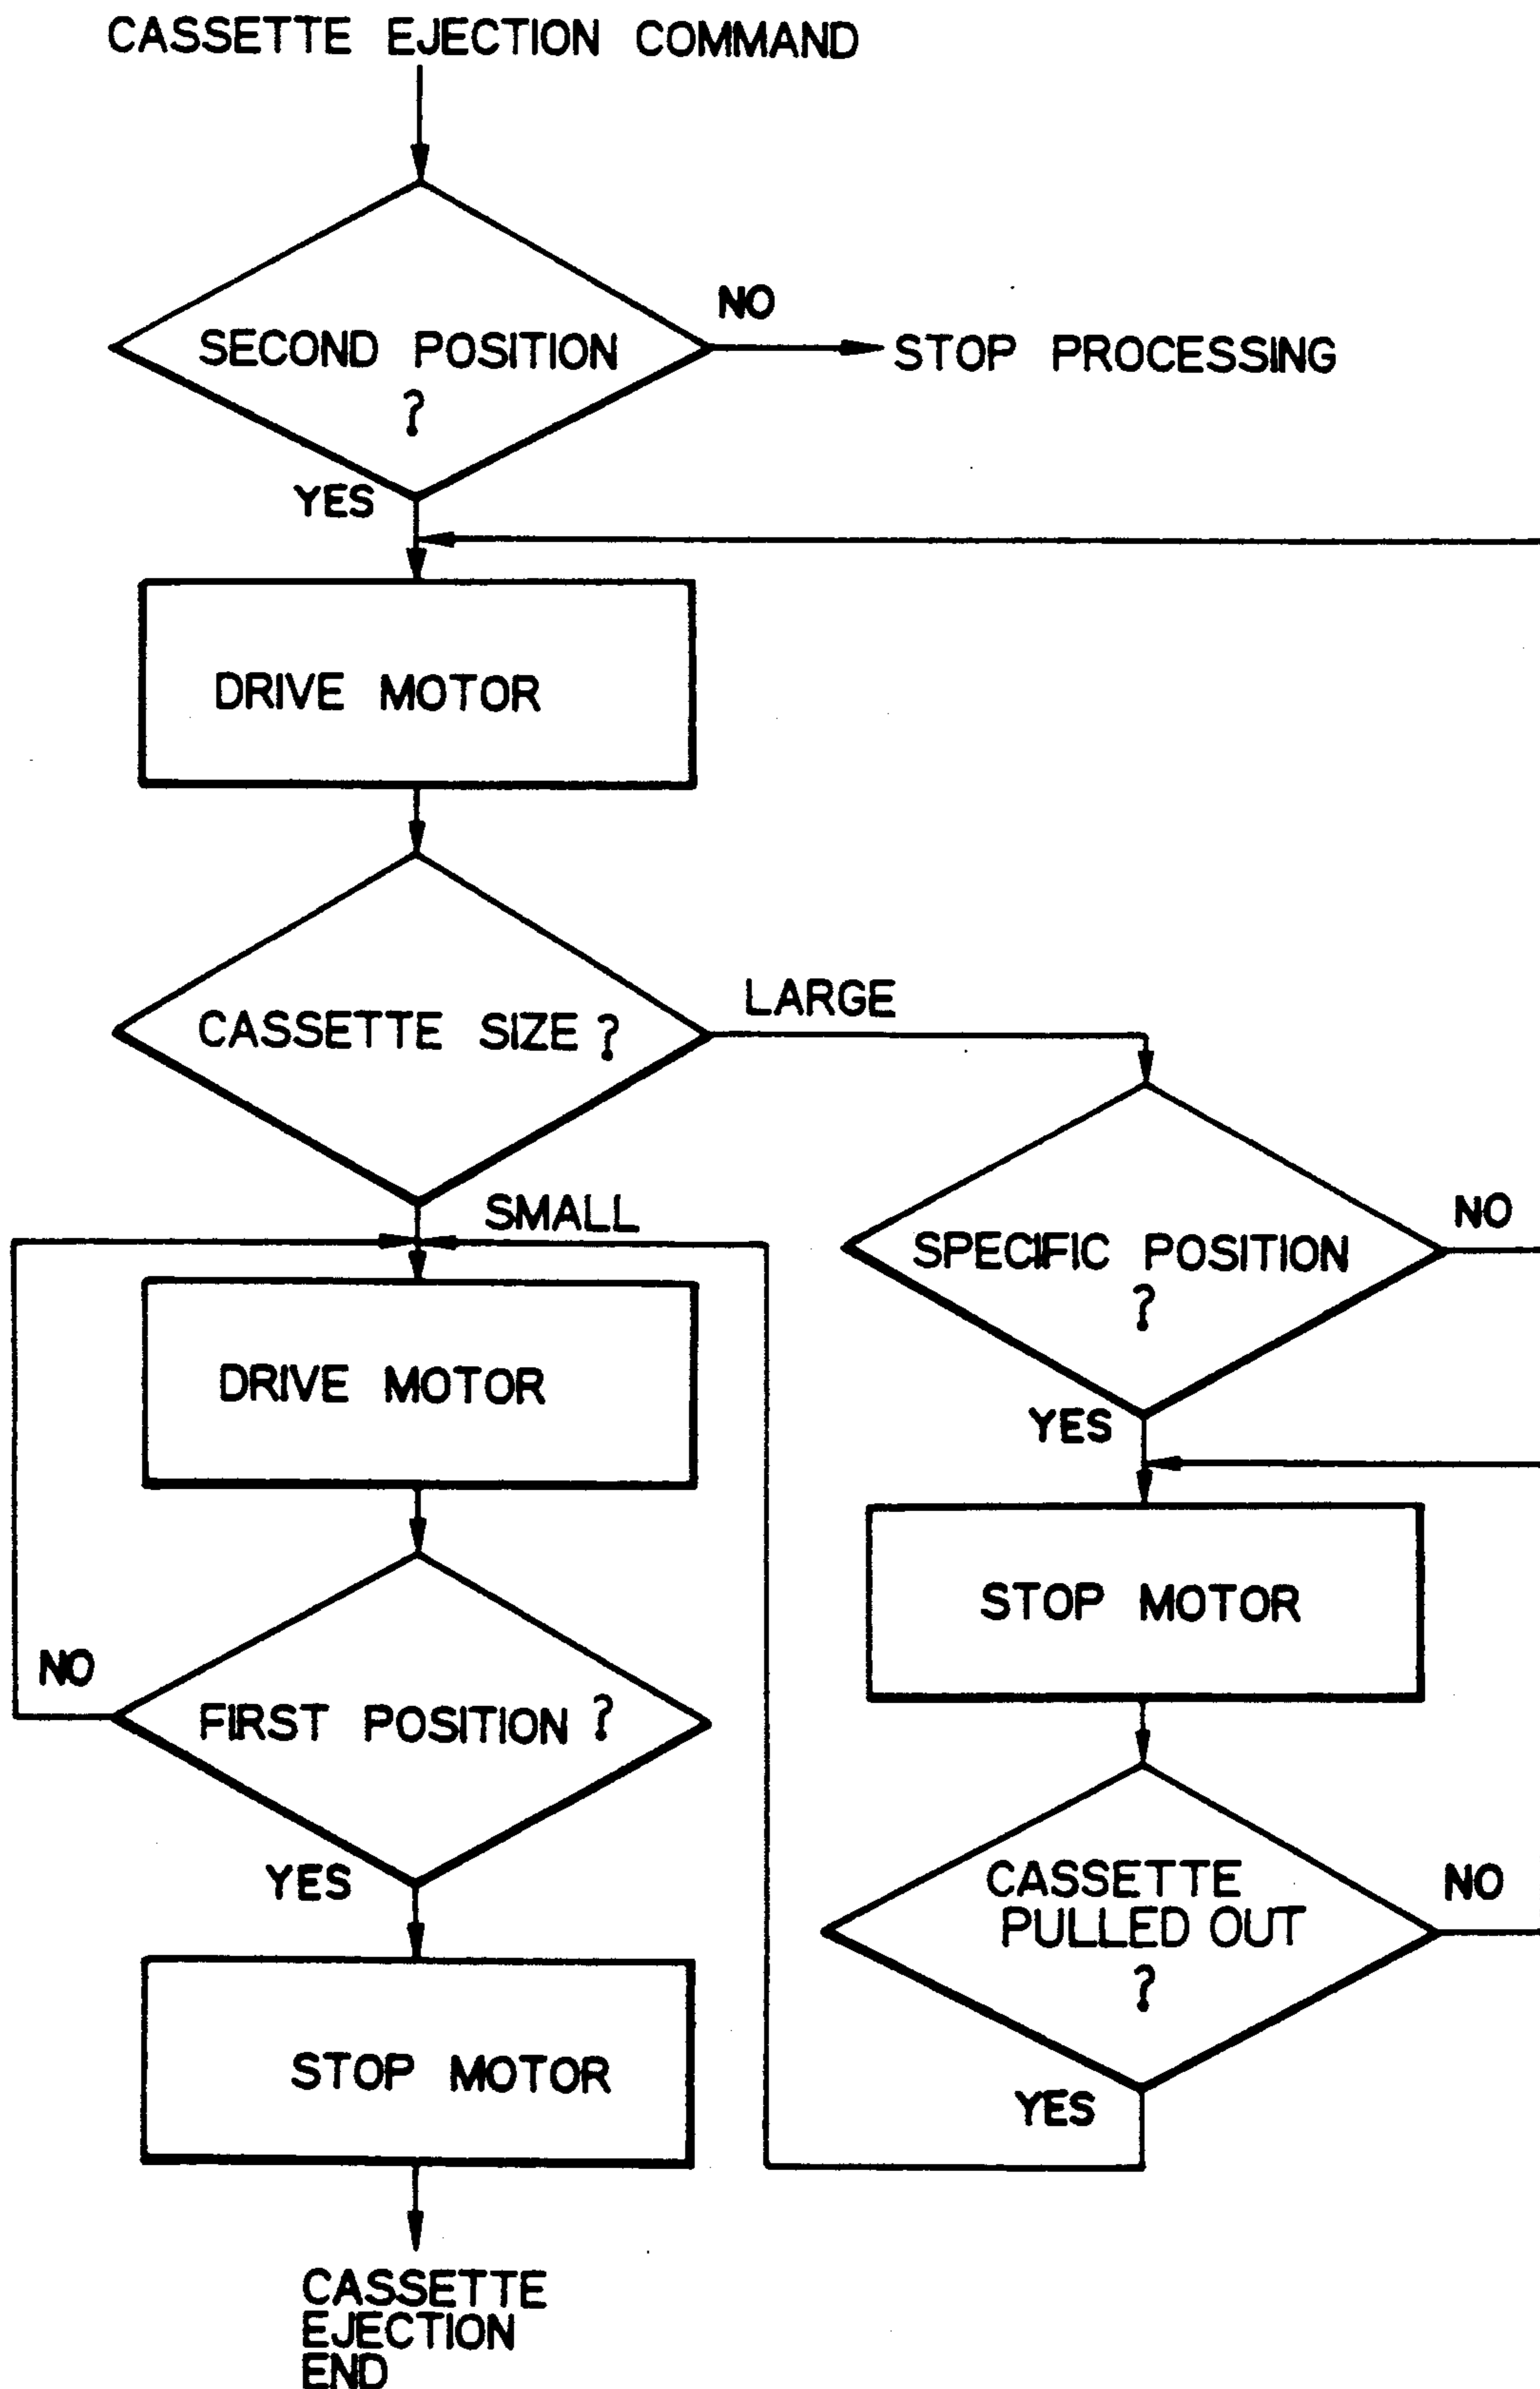 CASSETTE EJECTION COMMAND
NO
SECOND POSITION
?
STOP PROCESSING
YES
DRIVE MOTOR
CASSETTE SIZE ?
LARGE
SMALL
SPECIFIC POSITION
?
NO
YES
DRIVE MOTOR
STOP MOTOR
NO
FIRST POSITION ?
YES
CASSETTE
PULLED OUT
?
NO
YES
STOP MOTOR
CASSETTE
EJECTION
END